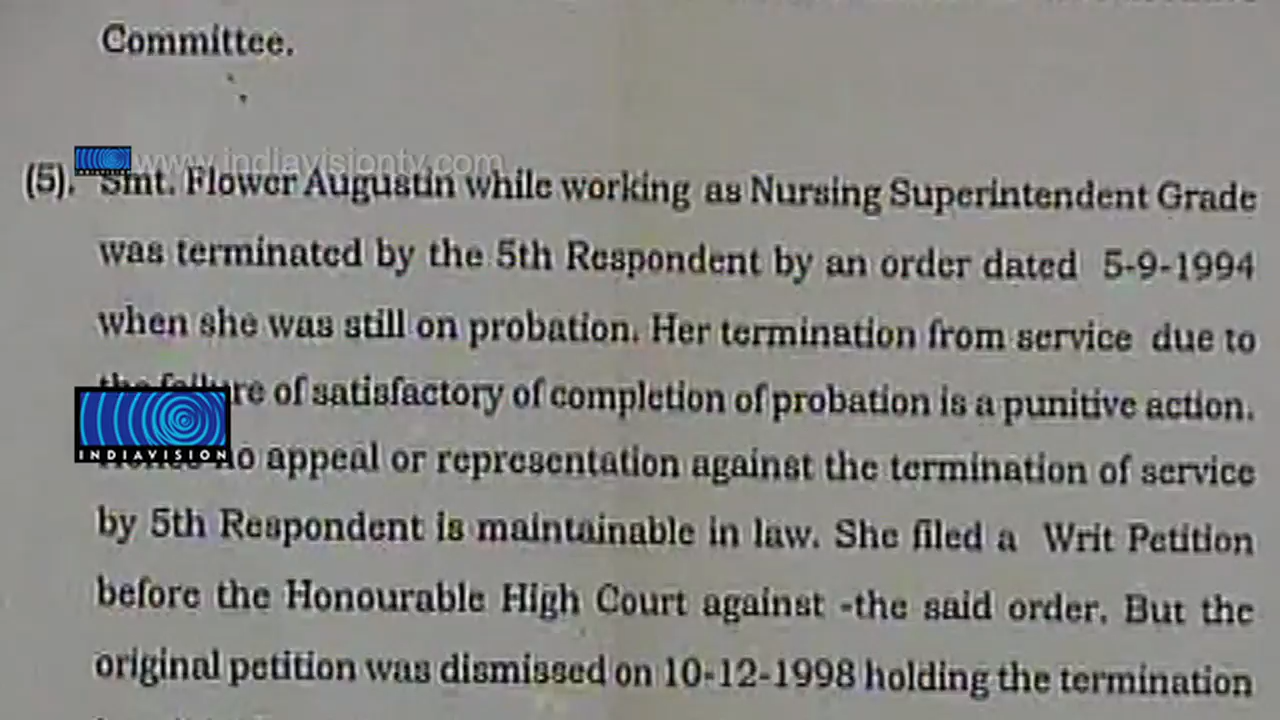 Committee.
www.indiavisiontv.com
(5). Smt. Flower Augustin while working as Nursing Superintendent Grade
was terminated by the 5th Respondent by an order dated 5-9-1994
when she was still on probation. Her termination from service due to
the failure of satisfactory of completion of probation is a punitive action.
INDIAVISION
no appeal or representation against the termination of service
by 5th Respondent is maintainable in law. She filed a Writ Petition
before the Honourable High Court against -the said order. But the
original petition was dismissed on 10-12-1998 holding the termination